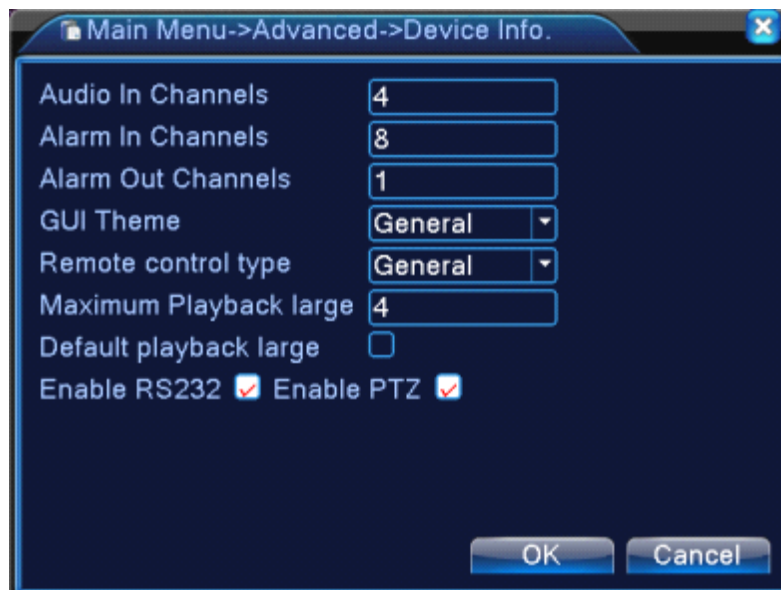 Main Menu->Advanced->Device Info.
Audio In Channels 4
Alarm In Channels 8
Alarm Out Channels 1
GUI Theme General
Remote control type General
Maximum Playback large 4
Default playback large
Enable RS232 Enable PTZ
OK Cancel